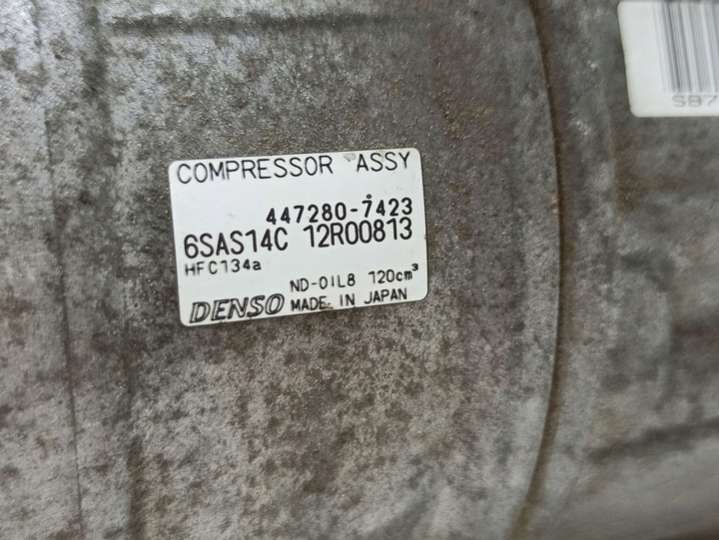 COMPRESSOR ASSY
447280-7423
6SAS14C 12R00813
HFC134a
ND-OIL8 120cm³
DENSO MADE IN JAPAN
SB7